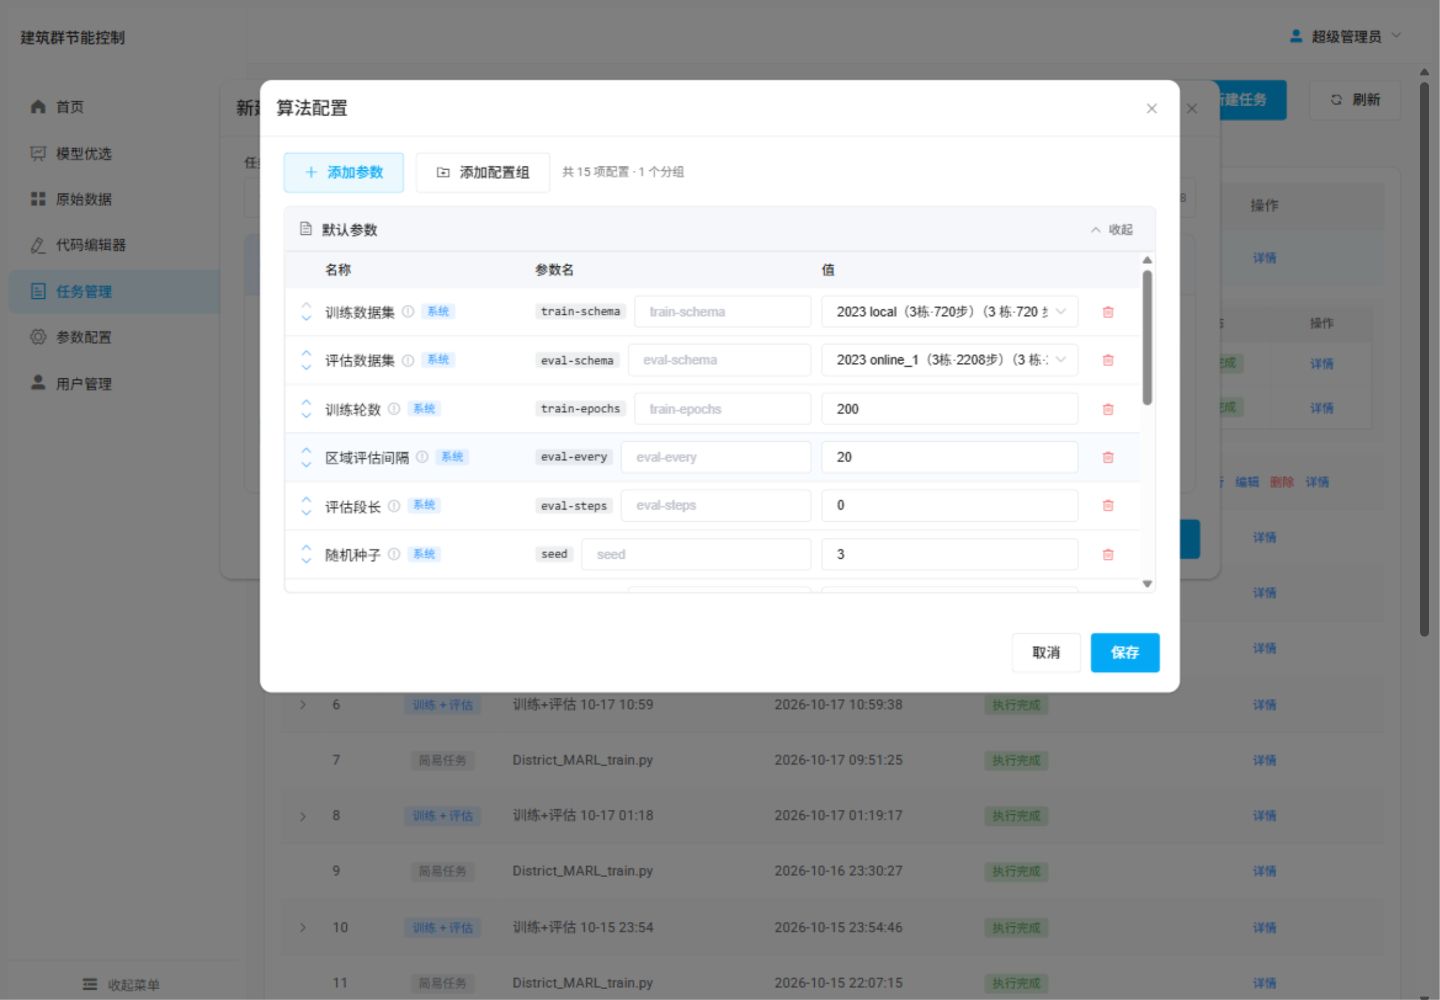 建筑群节能控制
超级管理员
首页
模型优选
原始数据
代码编辑器
任务管理
参数配置
用户管理
收起菜单
新建任务
刷新
算法配置
添加参数
添加配置组
共 15 项配置 · 1 个分组
默认参数
收起
名称 参数名 值
训练数据集 系统 train-schema train-schema 2023 local（3栋·720步）（3 栋·720
评估数据集 系统 eval-schema eval-schema 2023 online_1（3栋·2208步）（3 栋·
训练轮数 系统 train-epochs train-epochs 200
区域评估间隔 系统 eval-every eval-every 20
评估段长 系统 eval-steps eval-steps 0
随机种子 系统 seed seed 3
取消
保存
操作
详情
操作
详情
详情
编辑 删除 详情
详情
详情
详情
6 训练 + 评估 训练+评估 10-17 10:59 2026-10-17 10:59:38 执行完成 详情
7 简易任务 District_MARL_train.py 2026-10-17 09:51:25 执行完成 详情
8 训练 + 评估 训练+评估 10-17 01:18 2026-10-17 01:19:17 执行完成 详情
9 简易任务 District_MARL_train.py 2026-10-16 23:30:27 执行完成 详情
10 训练 + 评估 训练+评估 10-15 23:54 2026-10-15 23:54:46 执行完成 详情
11 简易任务 District_MARL_train.py 2026-10-15 22:07:15 执行完成 详情